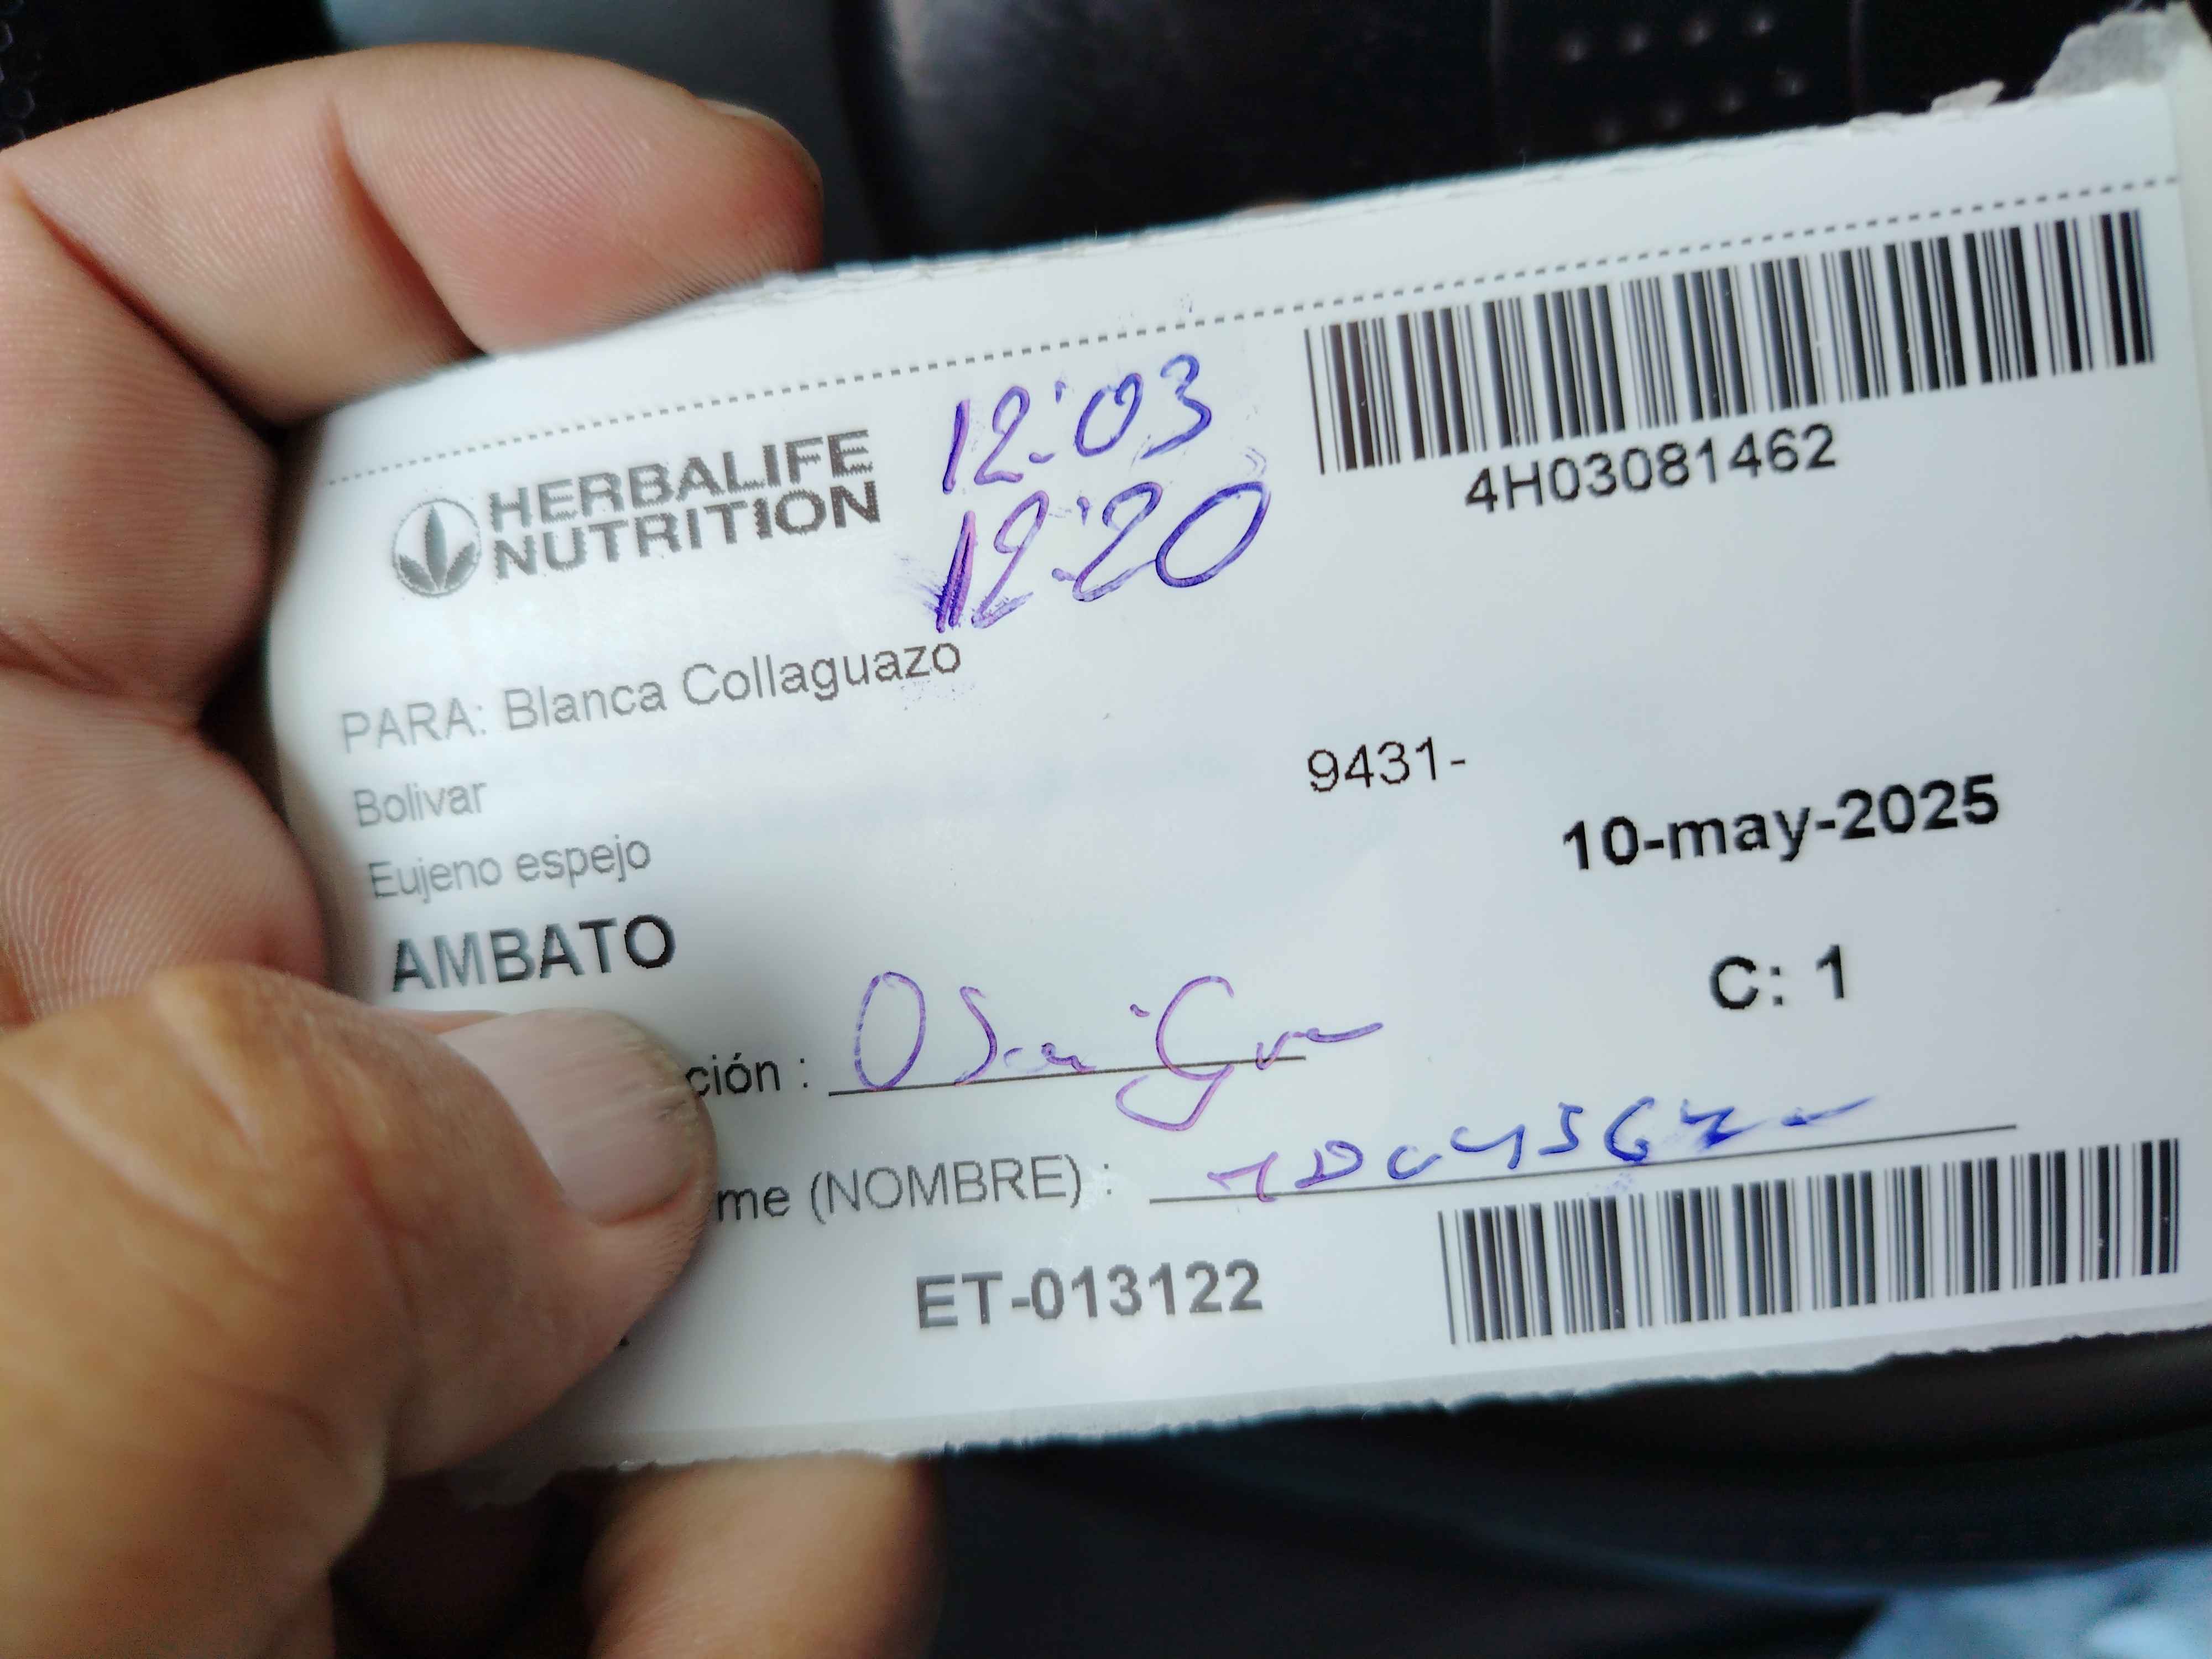 HERBALIFE
NUTRITION
12:03
12:20
4H03081462
PARA: Blanca Collaguazo
Bolivar
9431-
Eujeno espejo
10-may-2025
AMBATO
C: 1
ción :
me (NOMBRE) :
ET-013122